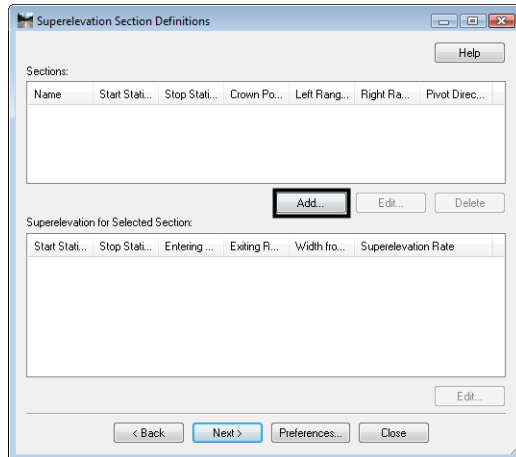 Superelevation Section Definitions
Help
Sections:
Name Start Stati... Stop Stati... Crown Po... Left Rang... Right Ra... Pivot Direc...
Add... Edit... Delete
Superelevation for Selected Section:
Start Stati... Stop Stati... Entering ... Exiting R... Width fro... Superelevation Rate
Edit...
< Back Next > Preferences... Close